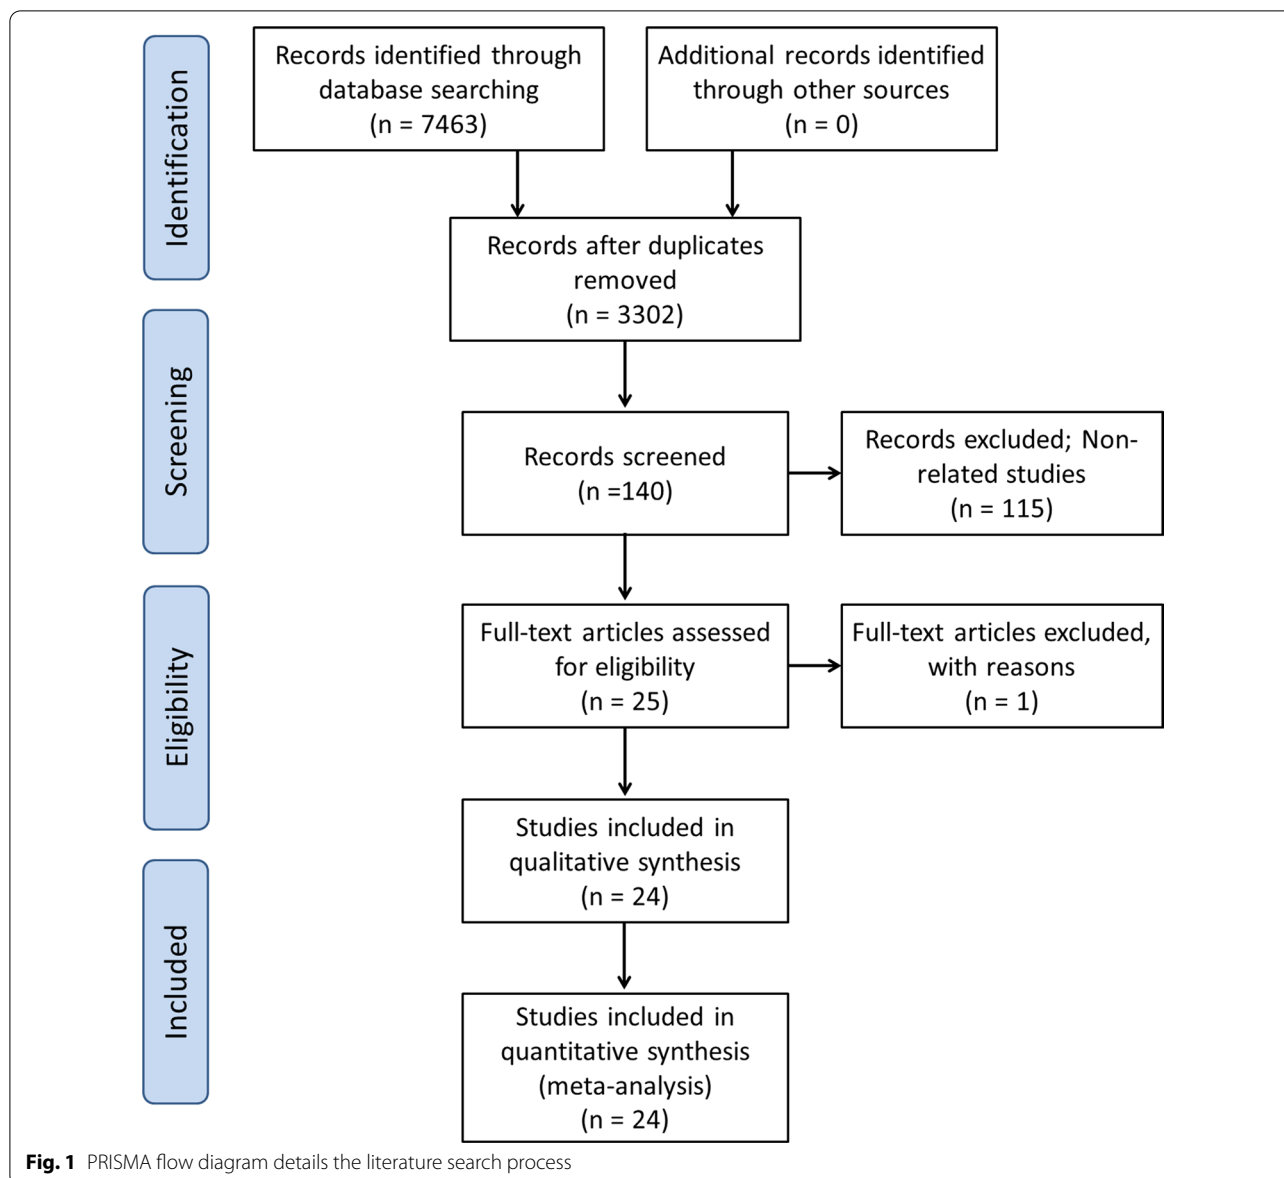 Identification
Records identified through
database searching
(n = 7463)
Additional records identified
through other sources
(n = 0)
Records after duplicates
removed
(n = 3302)
Screening
Records screened
(n =140)
Records excluded; Non-
related studies
(n = 115)
Eligibility
Full-text articles assessed
for eligibility
(n = 25)
Full-text articles excluded,
with reasons
(n = 1)
Studies included in
qualitative synthesis
(n = 24)
Included
Studies included in
quantitative synthesis
(meta-analysis)
(n = 24)
Fig. 1 PRISMA flow diagram details the literature search process